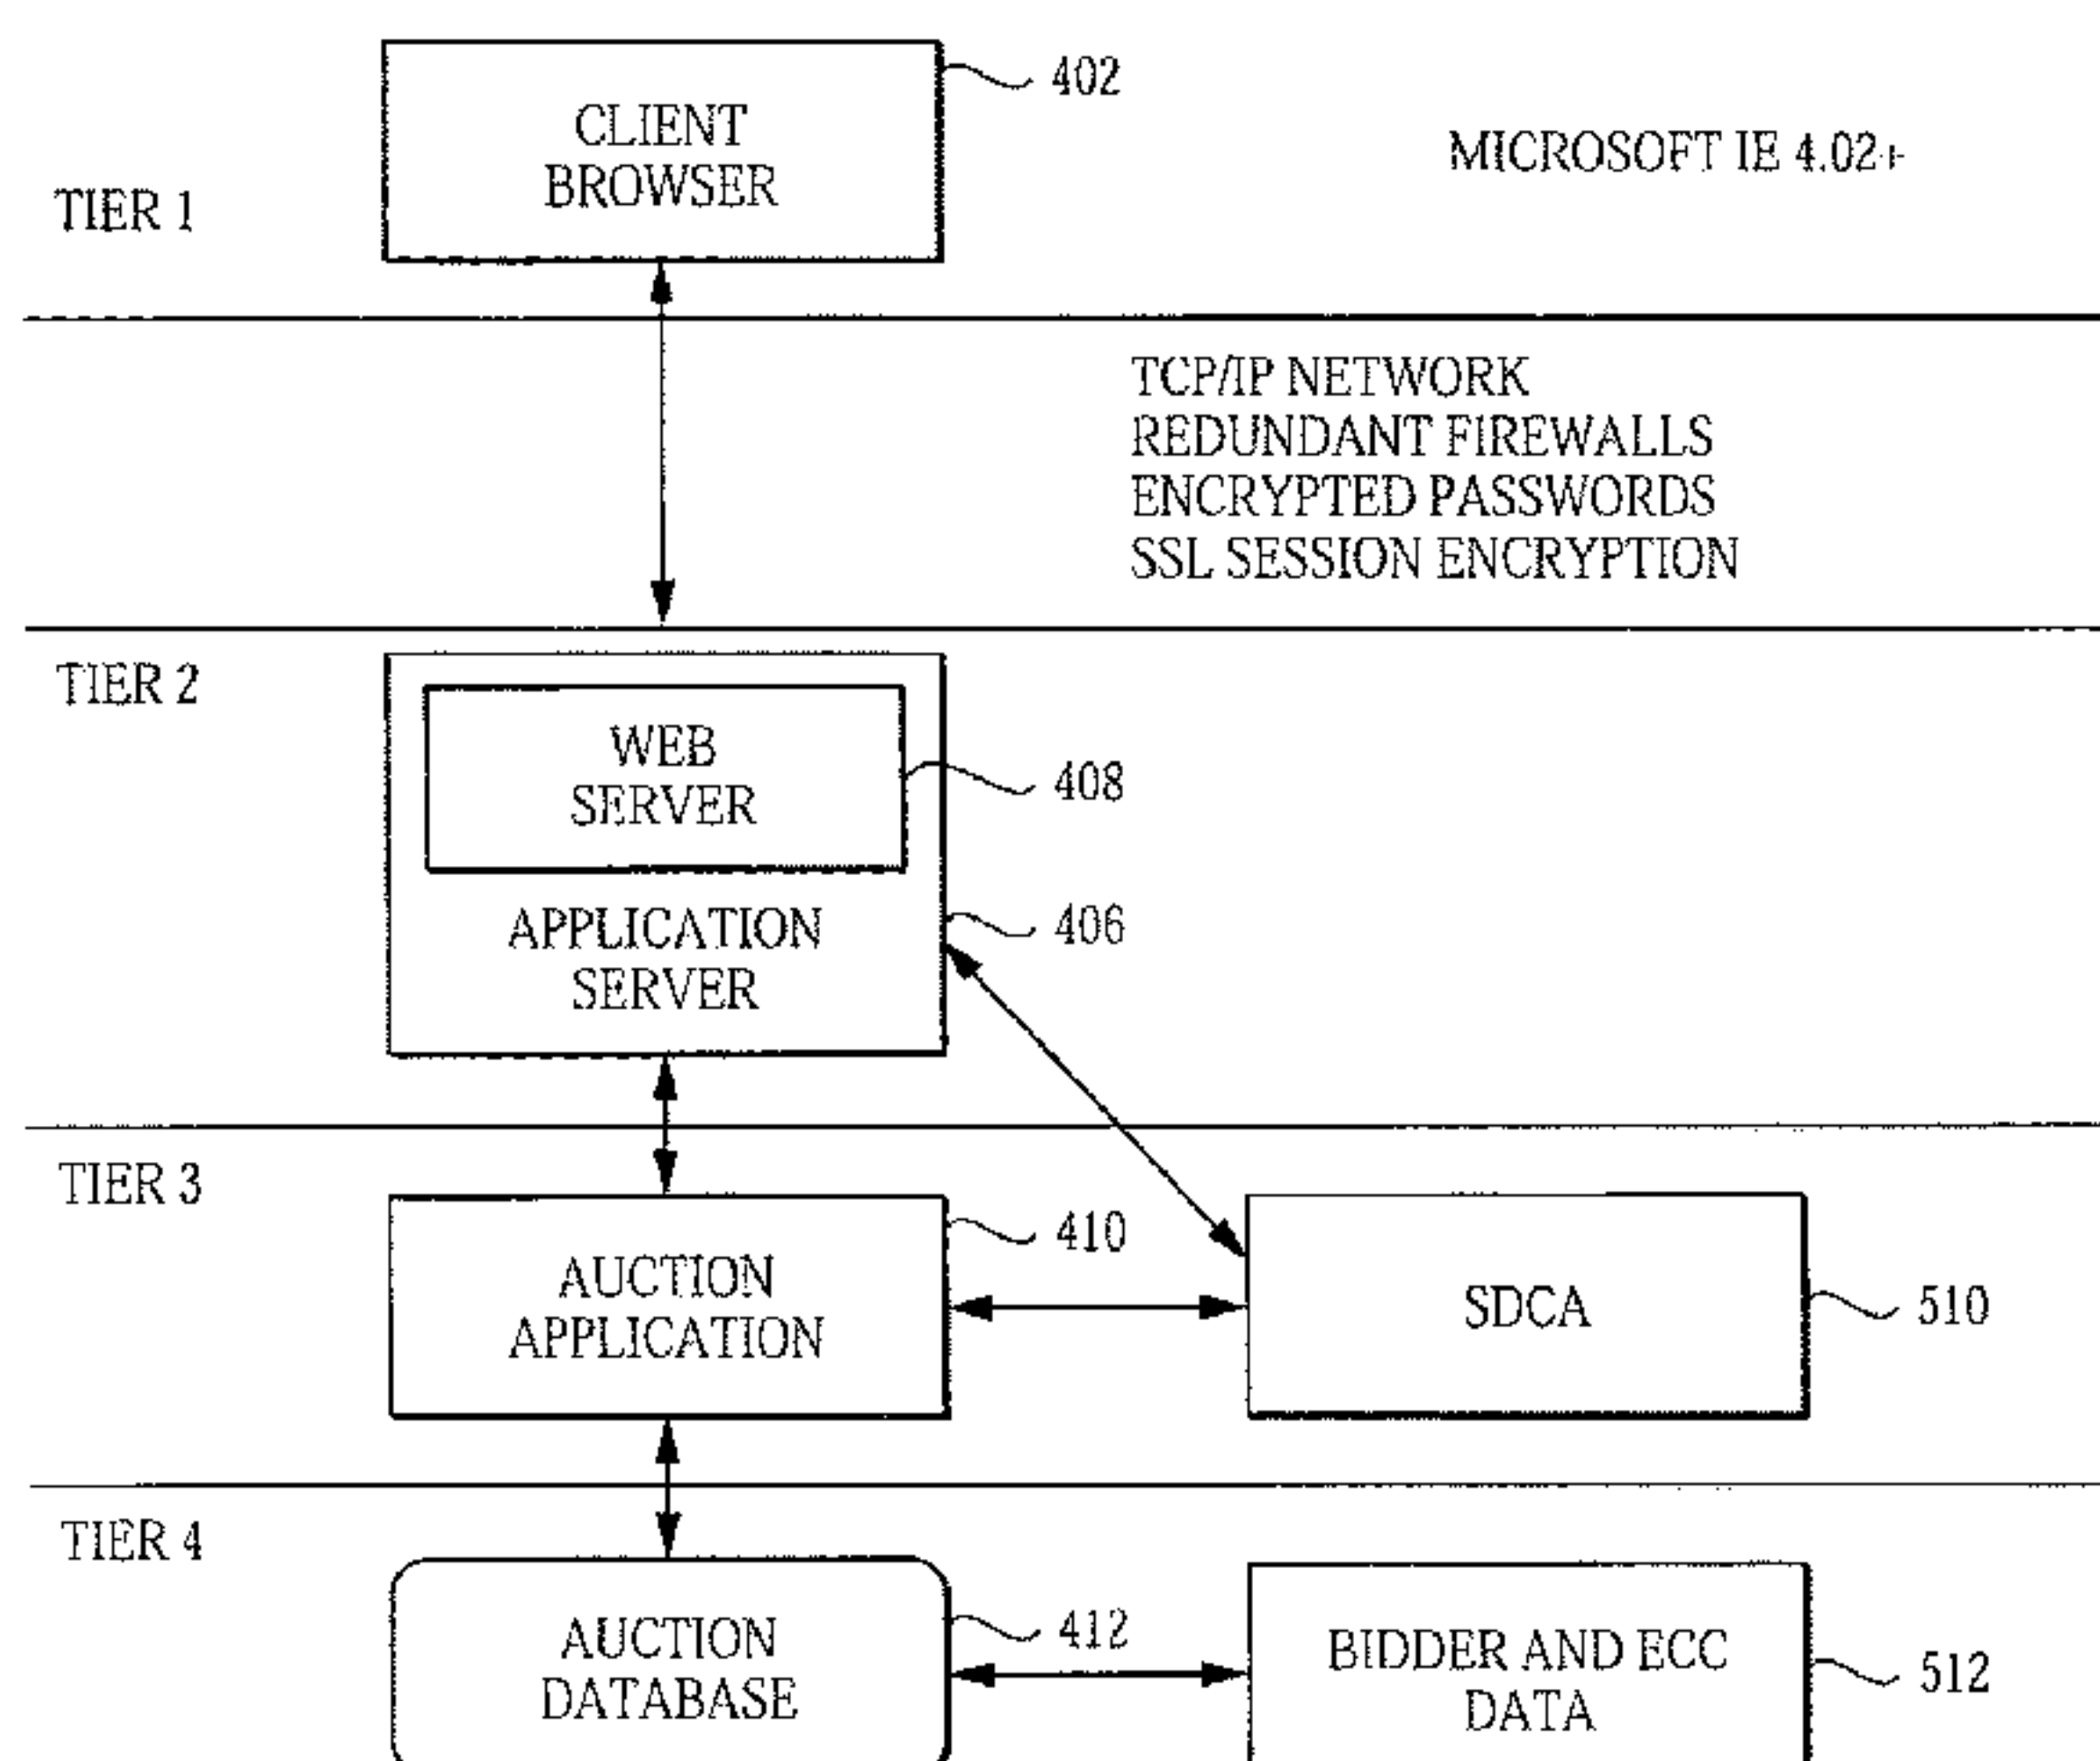 402
CLIENT
BROWSER
MICROSOFT IE 4.02+
TIER 1
TCP/IP NETWORK
REDUNDANT FIREWALLS
ENCRYPTED PASSWORDS
SSL SESSION ENCRYPTION
TIER 2
WEB
SERVER
408
APPLICATION
SERVER
406
TIER 3
410
AUCTION
APPLICATION
SDCA
510
TIER 4
AUCTION
DATABASE
412
BIDDER AND ECC
DATA
512